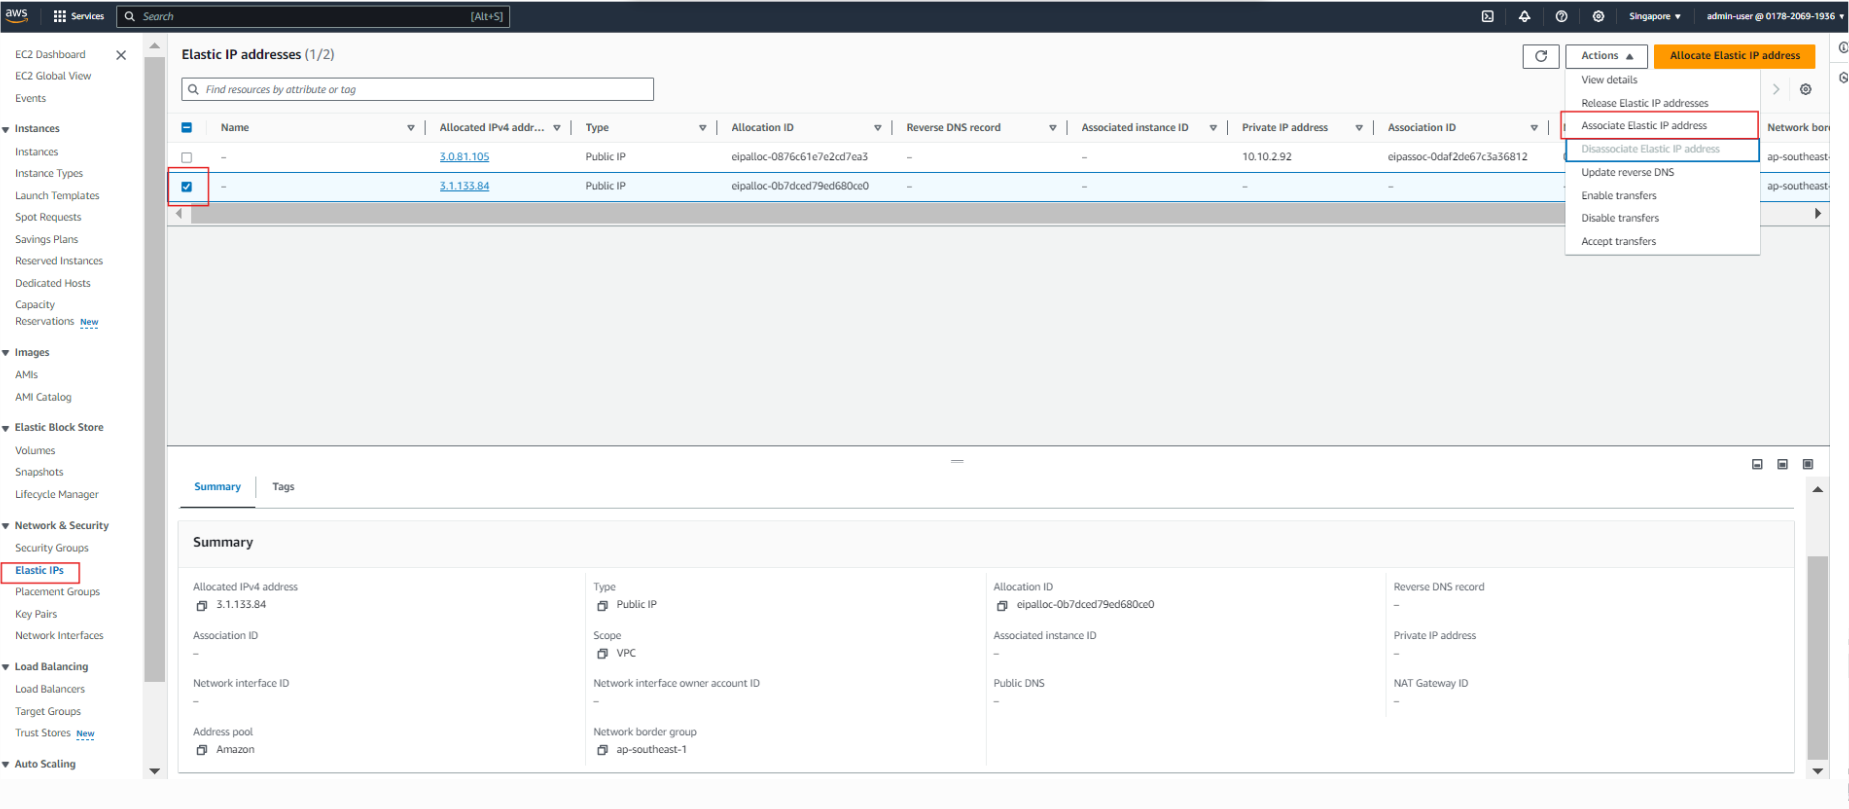 aws
Services
Search
[Alt+S]
Singapore
admin-user @ 0178-2069-1936
EC2 Dashboard
EC2 Global View
Events
Instances
Instances
Instance Types
Launch Templates
Spot Requests
Savings Plans
Reserved Instances
Dedicated Hosts
Capacity
Reservations New
Images
AMIs
AMI Catalog
Elastic Block Store
Volumes
Snapshots
Lifecycle Manager
Network & Security
Security Groups
Elastic IPs
Placement Groups
Key Pairs
Network Interfaces
Load Balancing
Load Balancers
Target Groups
Trust Stores New
Auto Scaling
Elastic IP addresses (1/2)
Actions
Allocate Elastic IP address
Find resources by attribute or tag
View details
Release Elastic IP addresses
Associate Elastic IP address
Disassociate Elastic IP address
Update reverse DNS
Enable transfers
Disable transfers
Accept transfers
Name Allocated IPv4 addr... Type Allocation ID Reverse DNS record Associated instance ID Private IP address Association ID Network bor
– 3.0.81.105 Public IP eipalloc-0876c61e7e2cd7ea3 – – 10.10.2.92 eipassoc-0daf2de67c3a36812 ap-southeast-
– 3.1.133.84 Public IP eipalloc-0b7dced79ed680ce0 – – – – ap-southeast-
Summary Tags
Summary
Allocated IPv4 address Type Allocation ID Reverse DNS record
3.1.133.84 Public IP eipalloc-0b7dced79ed680ce0 –
Association ID Scope Associated instance ID Private IP address
– VPC – –
Network interface ID Network interface owner account ID Public DNS NAT Gateway ID
– – – –
Address pool Network border group
Amazon ap-southeast-1